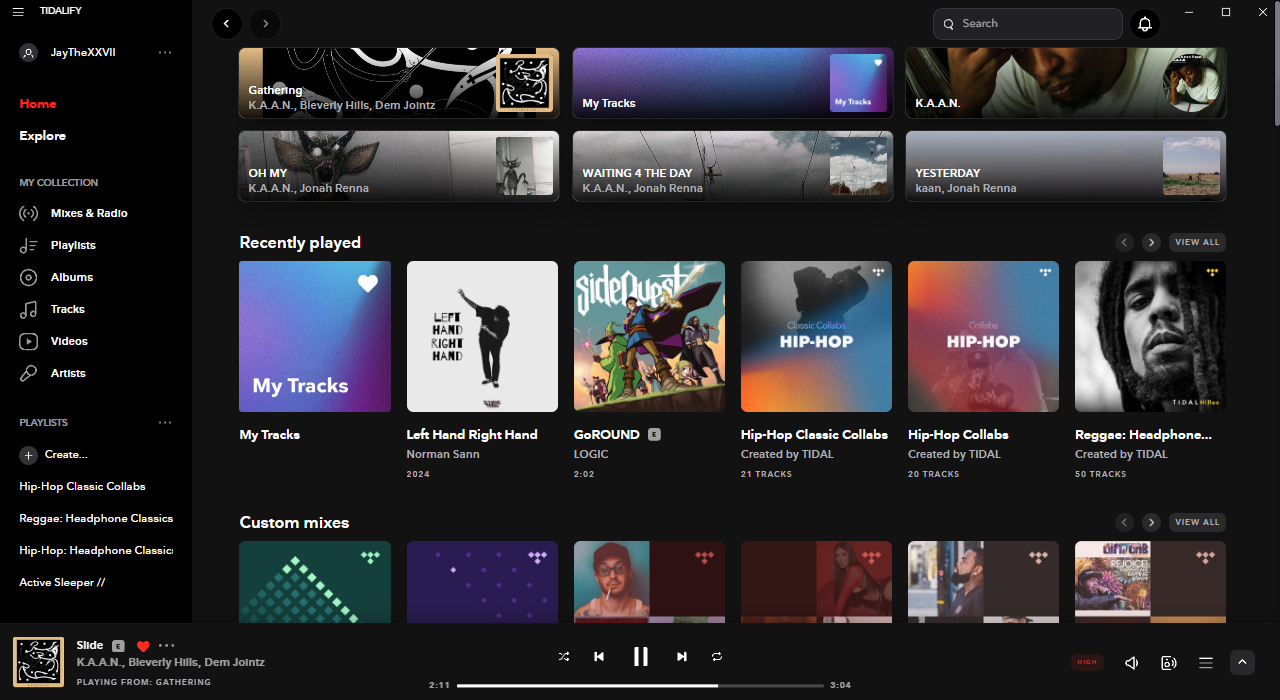 TIDALIFY
JayTheXXVII
Home
Explore
MY COLLECTION
Mixes & Radio
Playlists
Albums
Tracks
Videos
Artists
PLAYLISTS
Create...
Hip-Hop Classic Collabs
Reggae: Headphone Classics
Hip-Hop: Headphone Classics
Active Sleeper //
Search
Gathering
K.A.A.N., Bleverly Hills, Dem Jointz
My Tracks
My Tracks
K.A.A.N.
OH MY
K.A.A.N., Jonah Renna
WAITING 4 THE DAY
K.A.A.N., Jonah Renna
YESTERDAY
kaan, Jonah Renna
Recently played
VIEW ALL
My Tracks
LEFT
HAND
RIGHT
HAND
sideQuest
Classic Collabs
HIP-HOP
Collabs
HIP-HOP
TIDAL HiRes
My Tracks
Left Hand Right Hand
Norman Sann
2024
GoROUND E
LOGIC
2:02
Hip-Hop Classic Collabs
Created by TIDAL
21 TRACKS
Hip-Hop Collabs
Created by TIDAL
20 TRACKS
Reggae: Headphone...
Created by TIDAL
50 TRACKS
Custom mixes
VIEW ALL
REJOICE
Slide E
K.A.A.N., Bleverly Hills, Dem Jointz
PLAYING FROM: GATHERING
2:11
3:04
HIGH